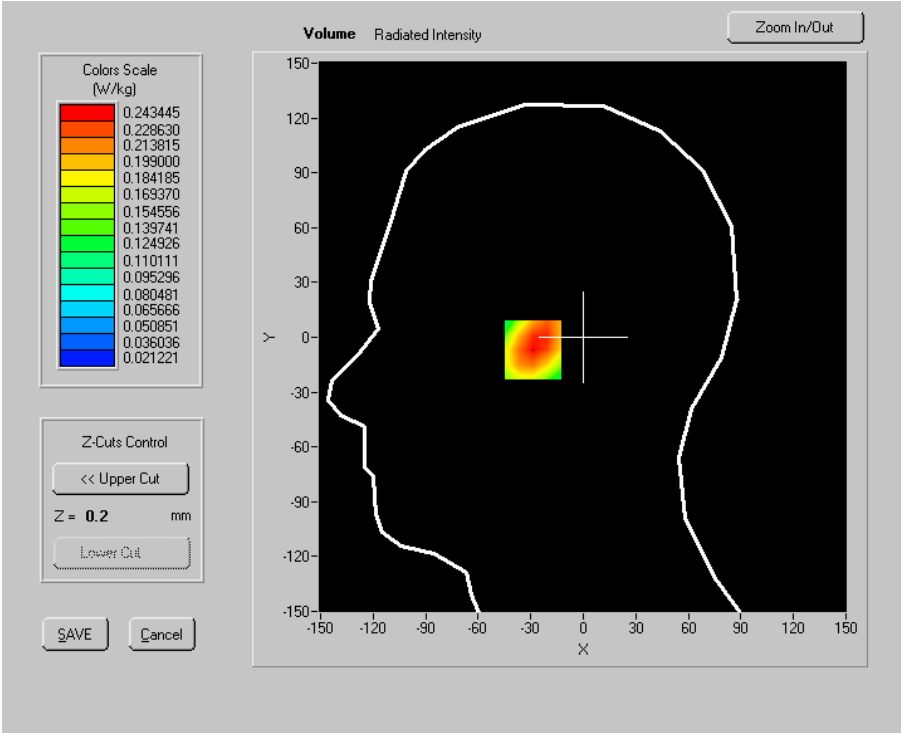 Volume Radiated Intensity
Zoom In/Out
Colors Scale
(W/kg)
0.243445
0.228630
0.213815
0.199000
0.184185
0.169370
0.154556
0.139741
0.124926
0.110111
0.095296
0.080481
0.065666
0.050851
0.036036
0.021221
150
120
90
60
30
0
-30
-60
-90
-120
-150
Y
-150 -120 -90 -60 -30 0 30 60 90 120 150
X
Z-Cuts Control
<< Upper Cut
Z = 0.2 mm
Lower Cut
SAVE Cancel